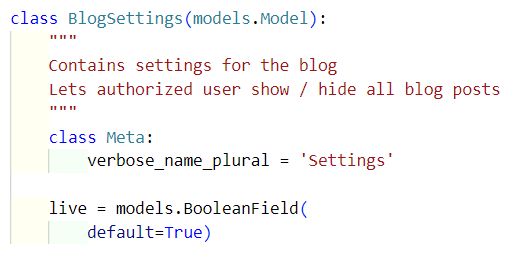 class BlogSettings(models.Model):
    """
    Contains settings for the blog
    Lets authorized user show / hide all blog posts
    """
    class Meta:
        verbose_name_plural = 'Settings'

    live = models.BooleanField(
        default=True)